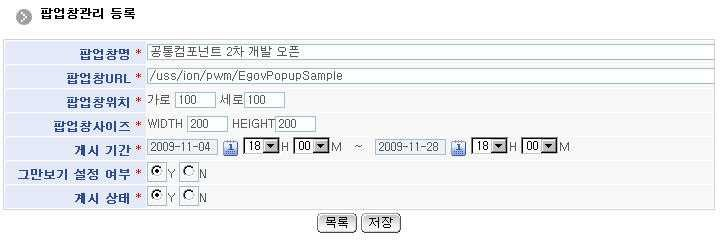 팝업창관리 등록
팝업창명 * 공통컴포넌트 2차 개발 오픈
팝업창URL * /uss/ion/pwm/EgovPopupSample
팝업창위치 * 가로 100 세로 100
팝업창사이즈 * WIDTH 200 HEIGHT 200
게시 기간 * 2009-11-04 18 H 00 M ~ 2009-11-28 18 H 00 M
그만보기 설정 여부 * Y N
게시 상태 * Y N
목록 저장